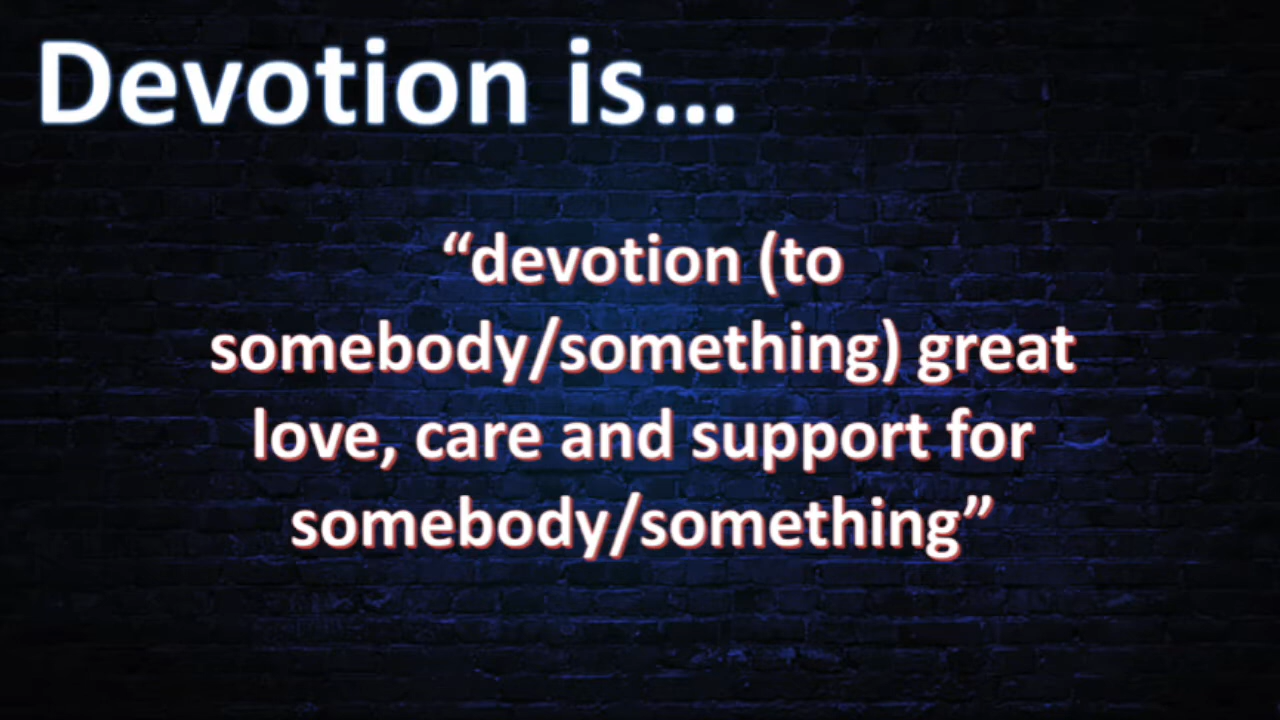 Devotion is...
“devotion (to
somebody/something) great
love, care and support for
somebody/something”